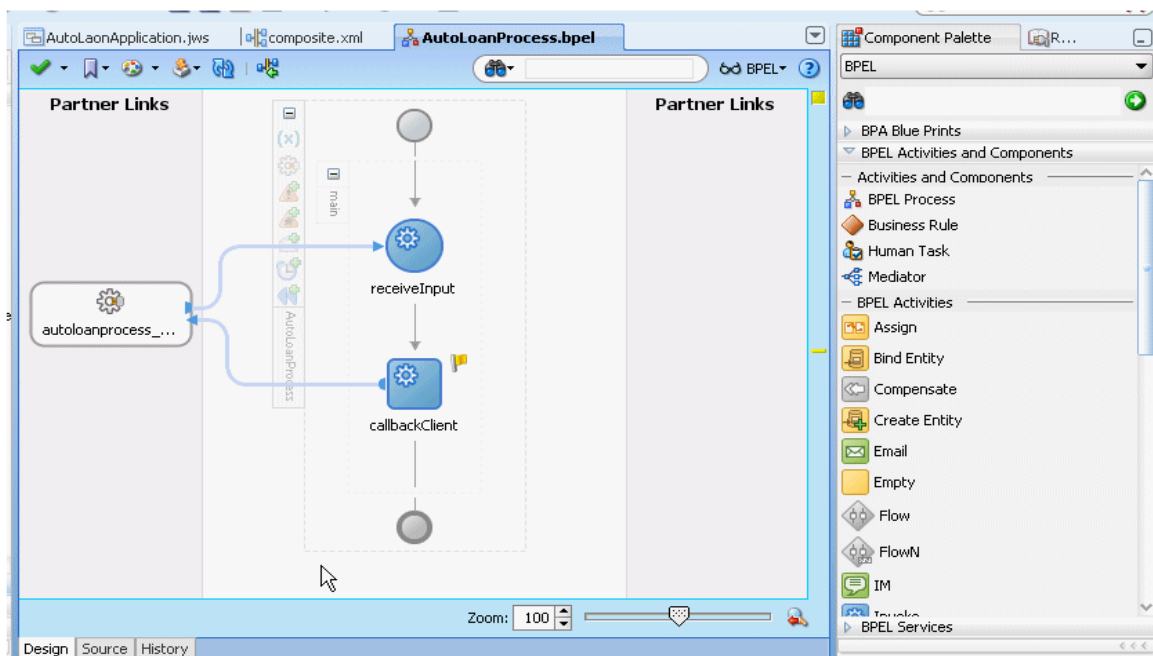 AutoLaonApplication.jws composite.xml AutoLoanProcess.bpel
BPEL
Partner Links
Partner Links
main
receiveInput
autoloanprocess_...
AutoLoanProcess
callbackClient
Zoom: 100
Design Source History
Component Palette R...
BPEL
BPA Blue Prints
BPEL Activities and Components
Activities and Components
BPEL Process
Business Rule
Human Task
Mediator
BPEL Activities
Assign
Bind Entity
Compensate
Create Entity
Email
Empty
Flow
FlowN
IM
Invoke
BPEL Services